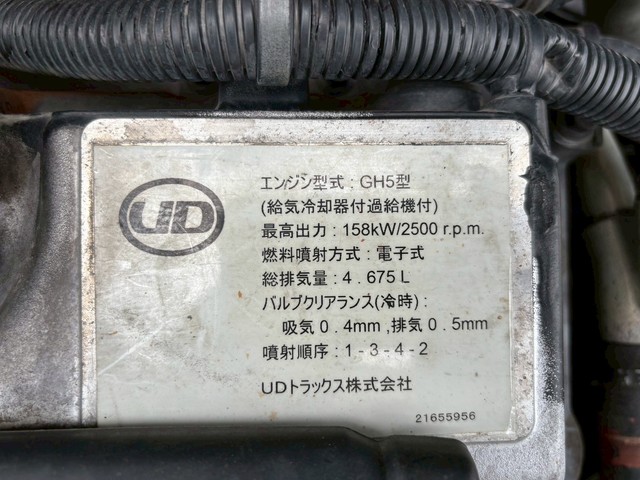 UD
エンジン型式 : GH5型
(給気冷却器付過給機付)
最高出力 : 158kW/2500 r.p.m.
燃料噴射方式 : 電子式
総排気量 : 4 . 675 L
バルブクリアランス(冷時) :
吸気 0 . 4mm ,排気 0 . 5mm
噴射順序 : 1 - 3 - 4 - 2
UDトラックス株式会社
21655956